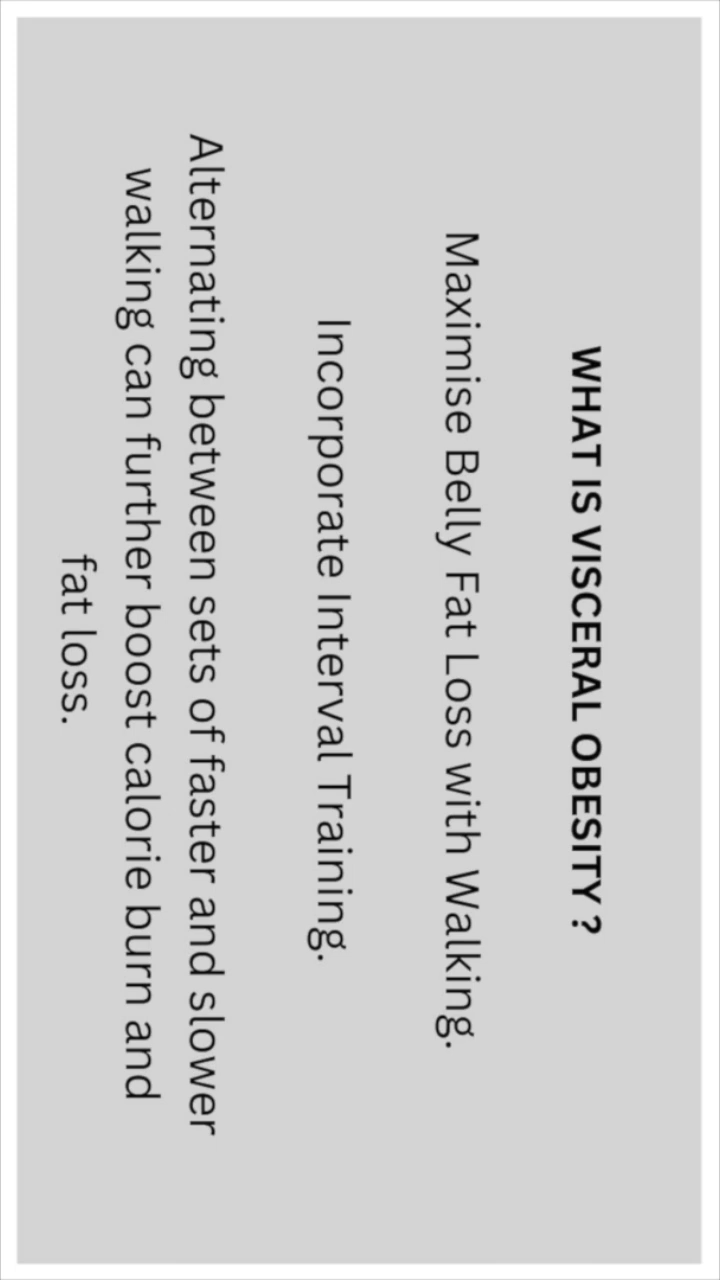 WHAT IS VISCERAL OBESITY ?
Maximise Belly Fat Loss with Walking.
Incorporate Interval Training.
Alternating between sets of faster and slower
walking can further boost calorie burn and
fat loss.